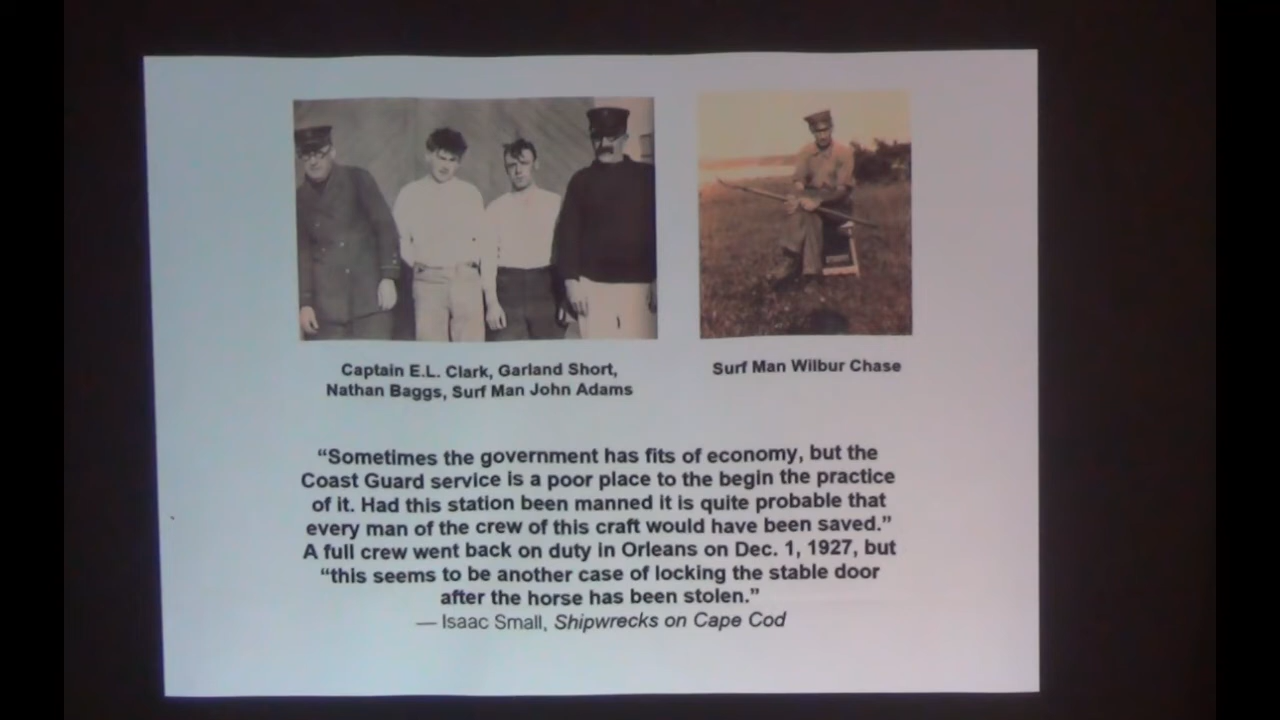 Captain E.L. Clark, Garland Short,
Nathan Baggs, Surf Man John Adams
Surf Man Wilbur Chase
“Sometimes the government has fits of economy, but the
Coast Guard service is a poor place to the begin the practice
of it. Had this station been manned it is quite probable that
every man of the crew of this craft would have been saved.”
A full crew went back on duty in Orleans on Dec. 1, 1927, but
“this seems to be another case of locking the stable door
after the horse has been stolen.”
— Isaac Small, Shipwrecks on Cape Cod